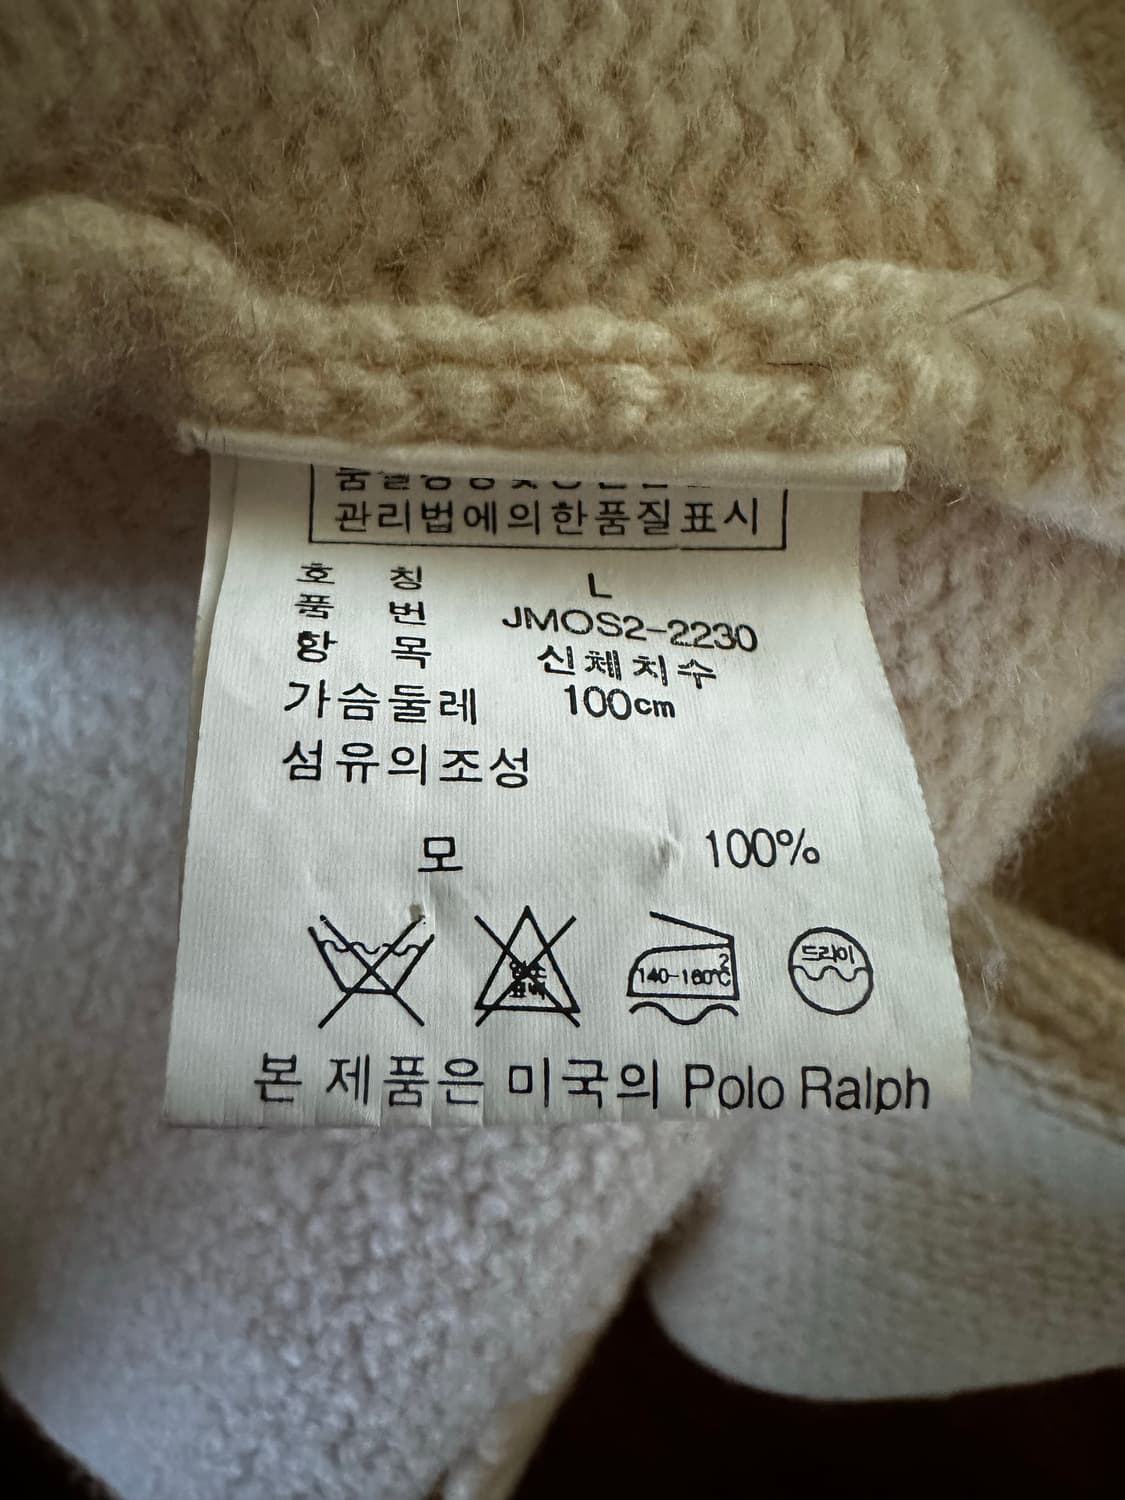 관리법에의한품질표시
호 칭 L
품 번 JMOS2-2230
항 목 신체치수
가슴둘레 100cm
섬유의조성
모 100%
140-160℃
2
드라이
본 제품은 미국의 Polo Ralph